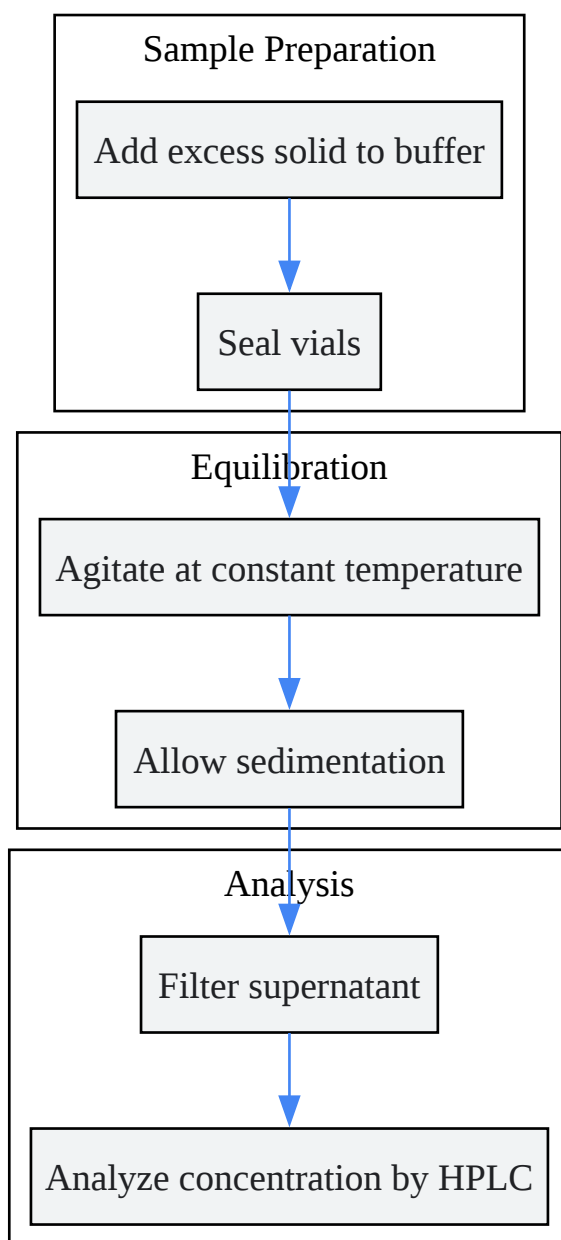 Sample Preparation
Add excess solid to buffer
Seal vials
Equilibration
Agitate at constant temperature
Allow sedimentation
Analysis
Filter supernatant
Analyze concentration by HPLC